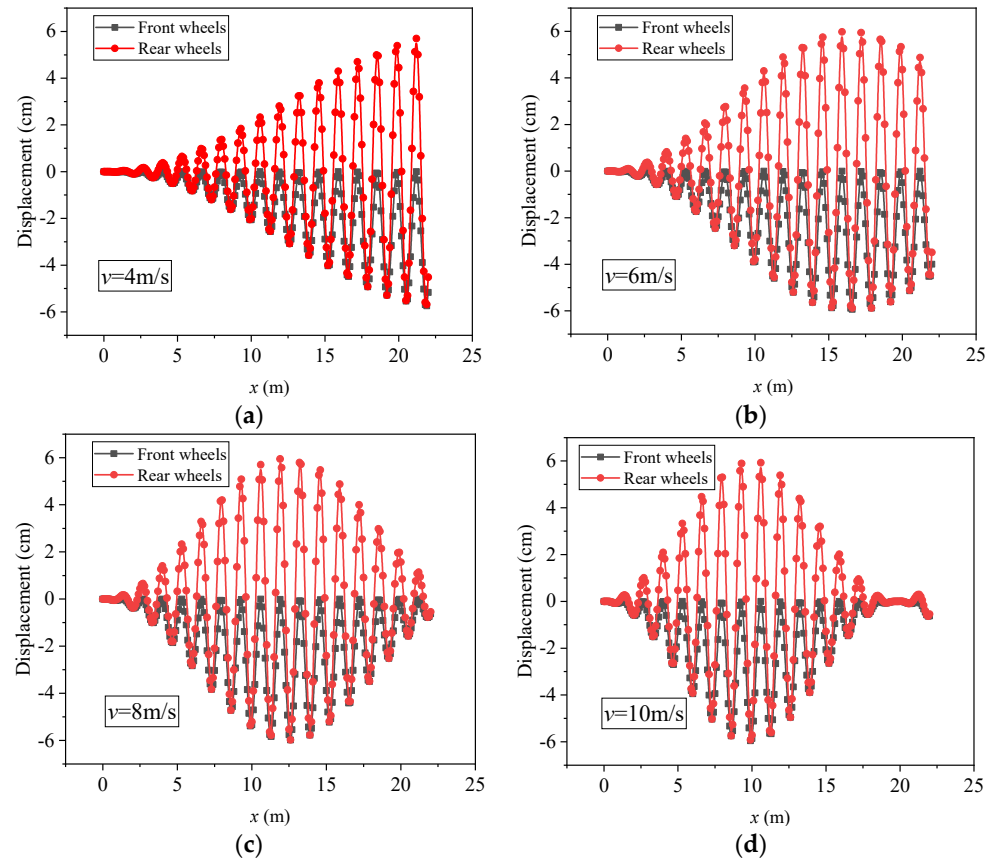 Front wheels
Rear wheels
Displacement (cm)
6
4
2
0
-2
-4
-6
v=4m/s
0 5 10 15 20 25
x (m)
(a)
Front wheels
Rear wheels
Displacement (cm)
6
4
2
0
-2
-4
-6
v=6m/s
0 5 10 15 20 25
x (m)
(b)
Front wheels
Rear wheels
Displacement (cm)
6
4
2
0
-2
-4
-6
v=8m/s
0 5 10 15 20 25
x (m)
(c)
Front wheels
Rear wheels
Displacement (cm)
6
4
2
0
-2
-4
-6
v=10m/s
0 5 10 15 20 25
x (m)
(d)